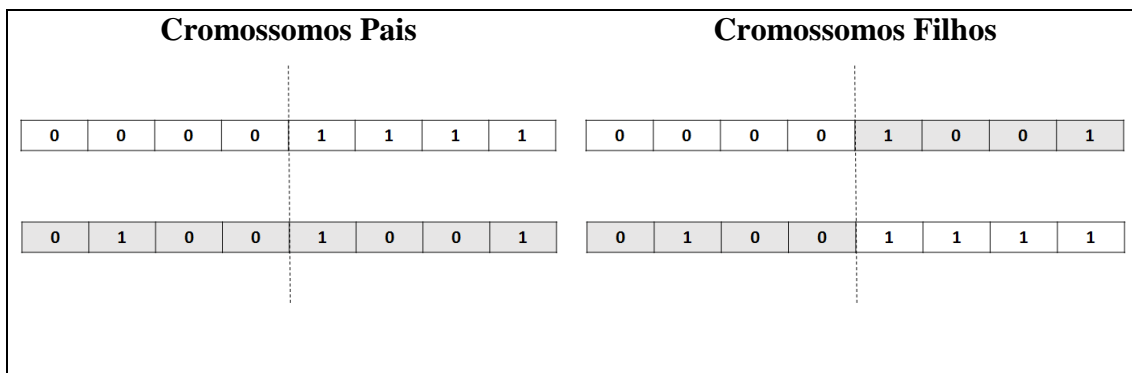 Cromossomos Pais Cromossomos Filhos
0 0 0 0 1 1 1 1 0 0 0 0 1 0 0 1
0 1 0 0 1 0 0 1 0 1 0 0 1 1 1 1